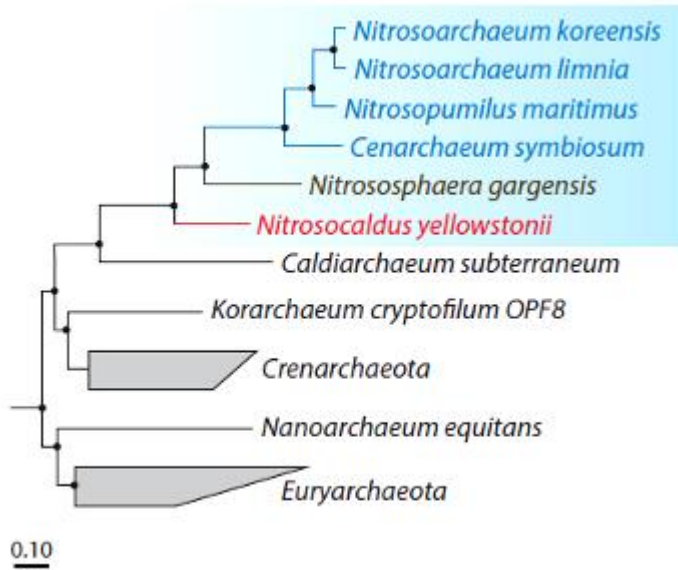 Nitrosoarchaeum koreensis
Nitrosoarchaeum limnia
Nitrosopumilus maritimus
Cenarchaeum symbiosum
Nitrososphaera gargensis
Nitrosocaldus yellowstonii
Caldiarchaeum subterraneum
Korarchaeum cryptofilum OPF8
Crenarchaeota
Nanoarchaeum equitans
Euryarchaeota
0.10